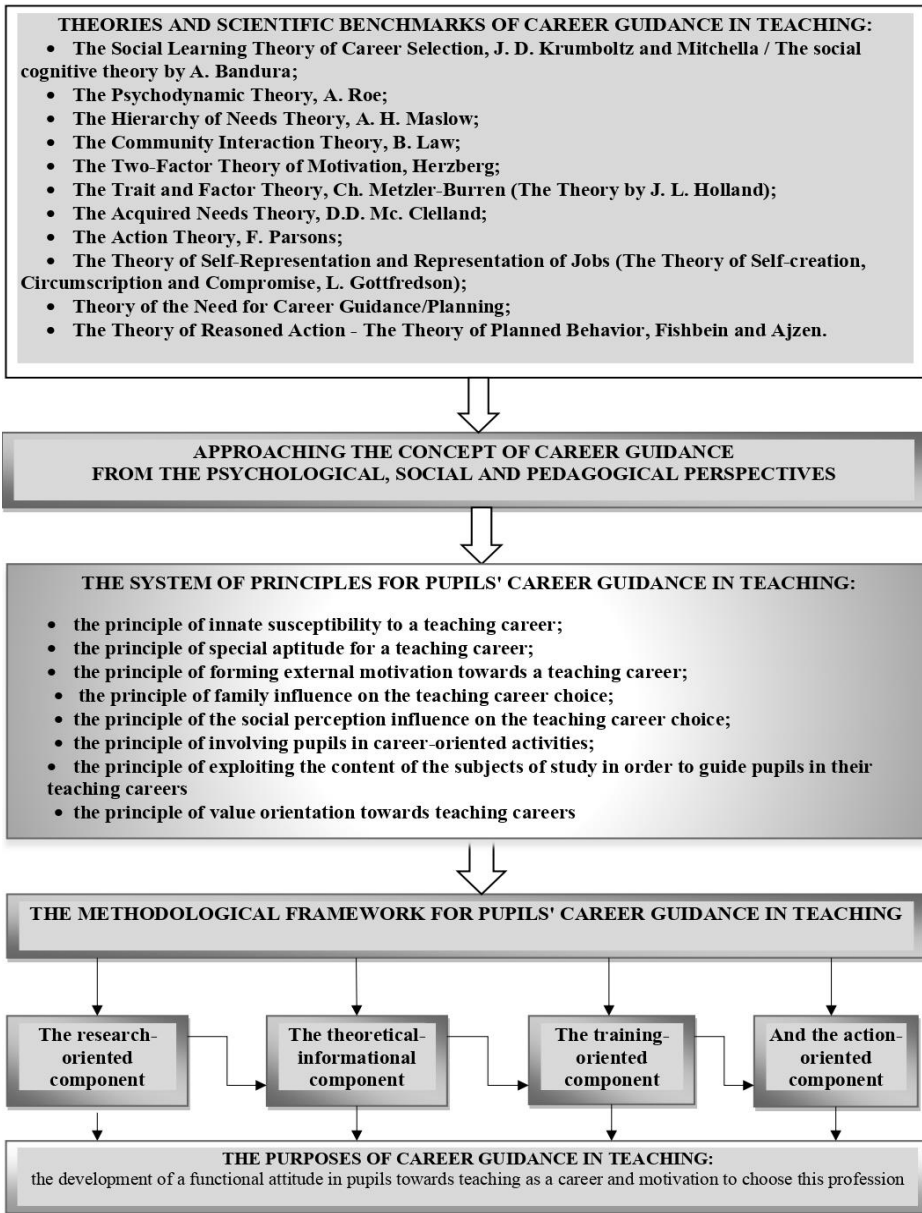 THEORIES AND SCIENTIFIC BENCHMARKS OF CAREER GUIDANCE IN TEACHING:
• The Social Learning Theory of Career Selection, J. D. Krumboltz and Mitchella / The social
cognitive theory by A. Bandura;
• The Psychodynamic Theory, A. Roe;
• The Hierarchy of Needs Theory, A. H. Maslow;
• The Community Interaction Theory, B. Law;
• The Two-Factor Theory of Motivation, Herzberg;
• The Trait and Factor Theory, Ch. Metzler-Burren (The Theory by J. L. Holland);
• The Acquired Needs Theory, D.D. Mc. Clelland;
• The Action Theory, F. Parsons;
• The Theory of Self-Representation and Representation of Jobs (The Theory of Self-creation,
Circumscription and Compromise, L. Gottfredson);
• Theory of the Need for Career Guidance/Planning;
• The Theory of Reasoned Action - The Theory of Planned Behavior, Fishbein and Ajzen.
APPROACHING THE CONCEPT OF CAREER GUIDANCE
FROM THE PSYCHOLOGICAL, SOCIAL AND PEDAGOGICAL PERSPECTIVES
THE SYSTEM OF PRINCIPLES FOR PUPILS' CAREER GUIDANCE IN TEACHING:
• the principle of innate susceptibility to a teaching career;
• the principle of special aptitude for a teaching career;
• the principle of forming external motivation towards a teaching career;
• the principle of family influence on the teaching career choice;
• the principle of the social perception influence on the teaching career choice;
• the principle of involving pupils in career-oriented activities;
• the principle of exploiting the content of the subjects of study in order to guide pupils in their
teaching careers
• the principle of value orientation towards teaching careers
THE METHODOLOGICAL FRAMEWORK FOR PUPILS' CAREER GUIDANCE IN TEACHING
The research-
oriented
component
The theoretical-
informational
component
The training-
oriented
component
And the action-
oriented
component
THE PURPOSES OF CAREER GUIDANCE IN TEACHING:
the development of a functional attitude in pupils towards teaching as a career and motivation to choose this profession